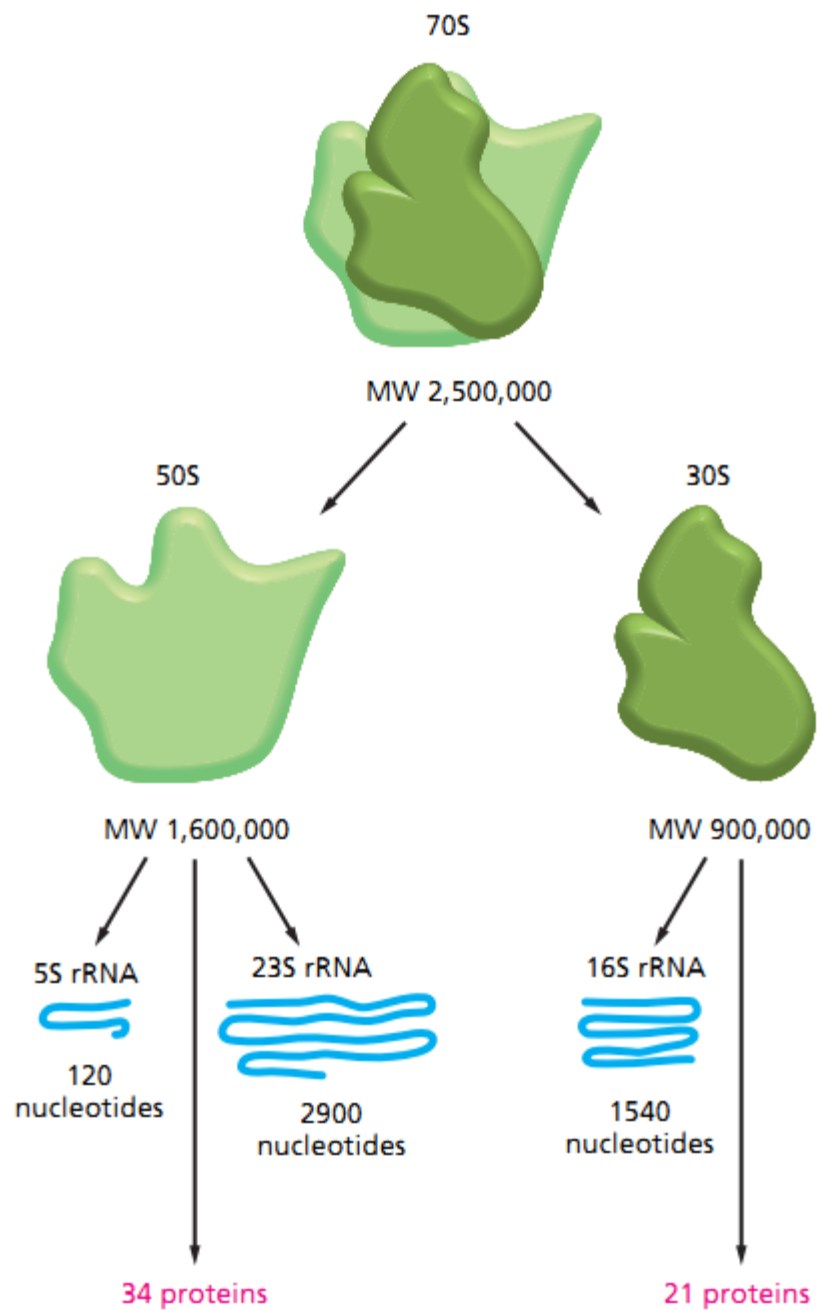 70S
MW 2,500,000
50S
30S
MW 1,600,000
MW 900,000
5S rRNA
23S rRNA
16S rRNA
120
nucleotides
2900
nucleotides
1540
nucleotides
34 proteins
21 proteins